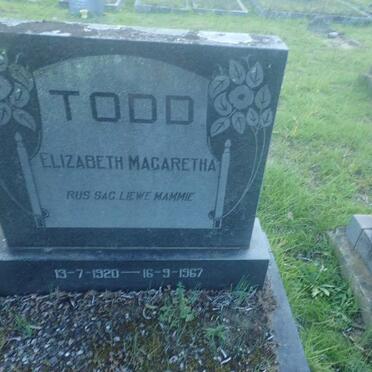 TODD
ELIZABETH MAGARETHA
RUS SAG LIEWE MAMMIE
13-7-1920 — 16-9-1967